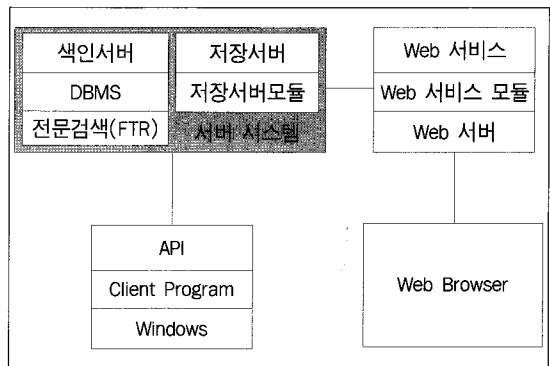 색인서버
DBMS
전문검색(FTR)
저장서버
저장서버모듈
서버 시스템
Web 서비스
Web 서비스 모듈
Web 서버
API
Client Program
Windows
Web Browser